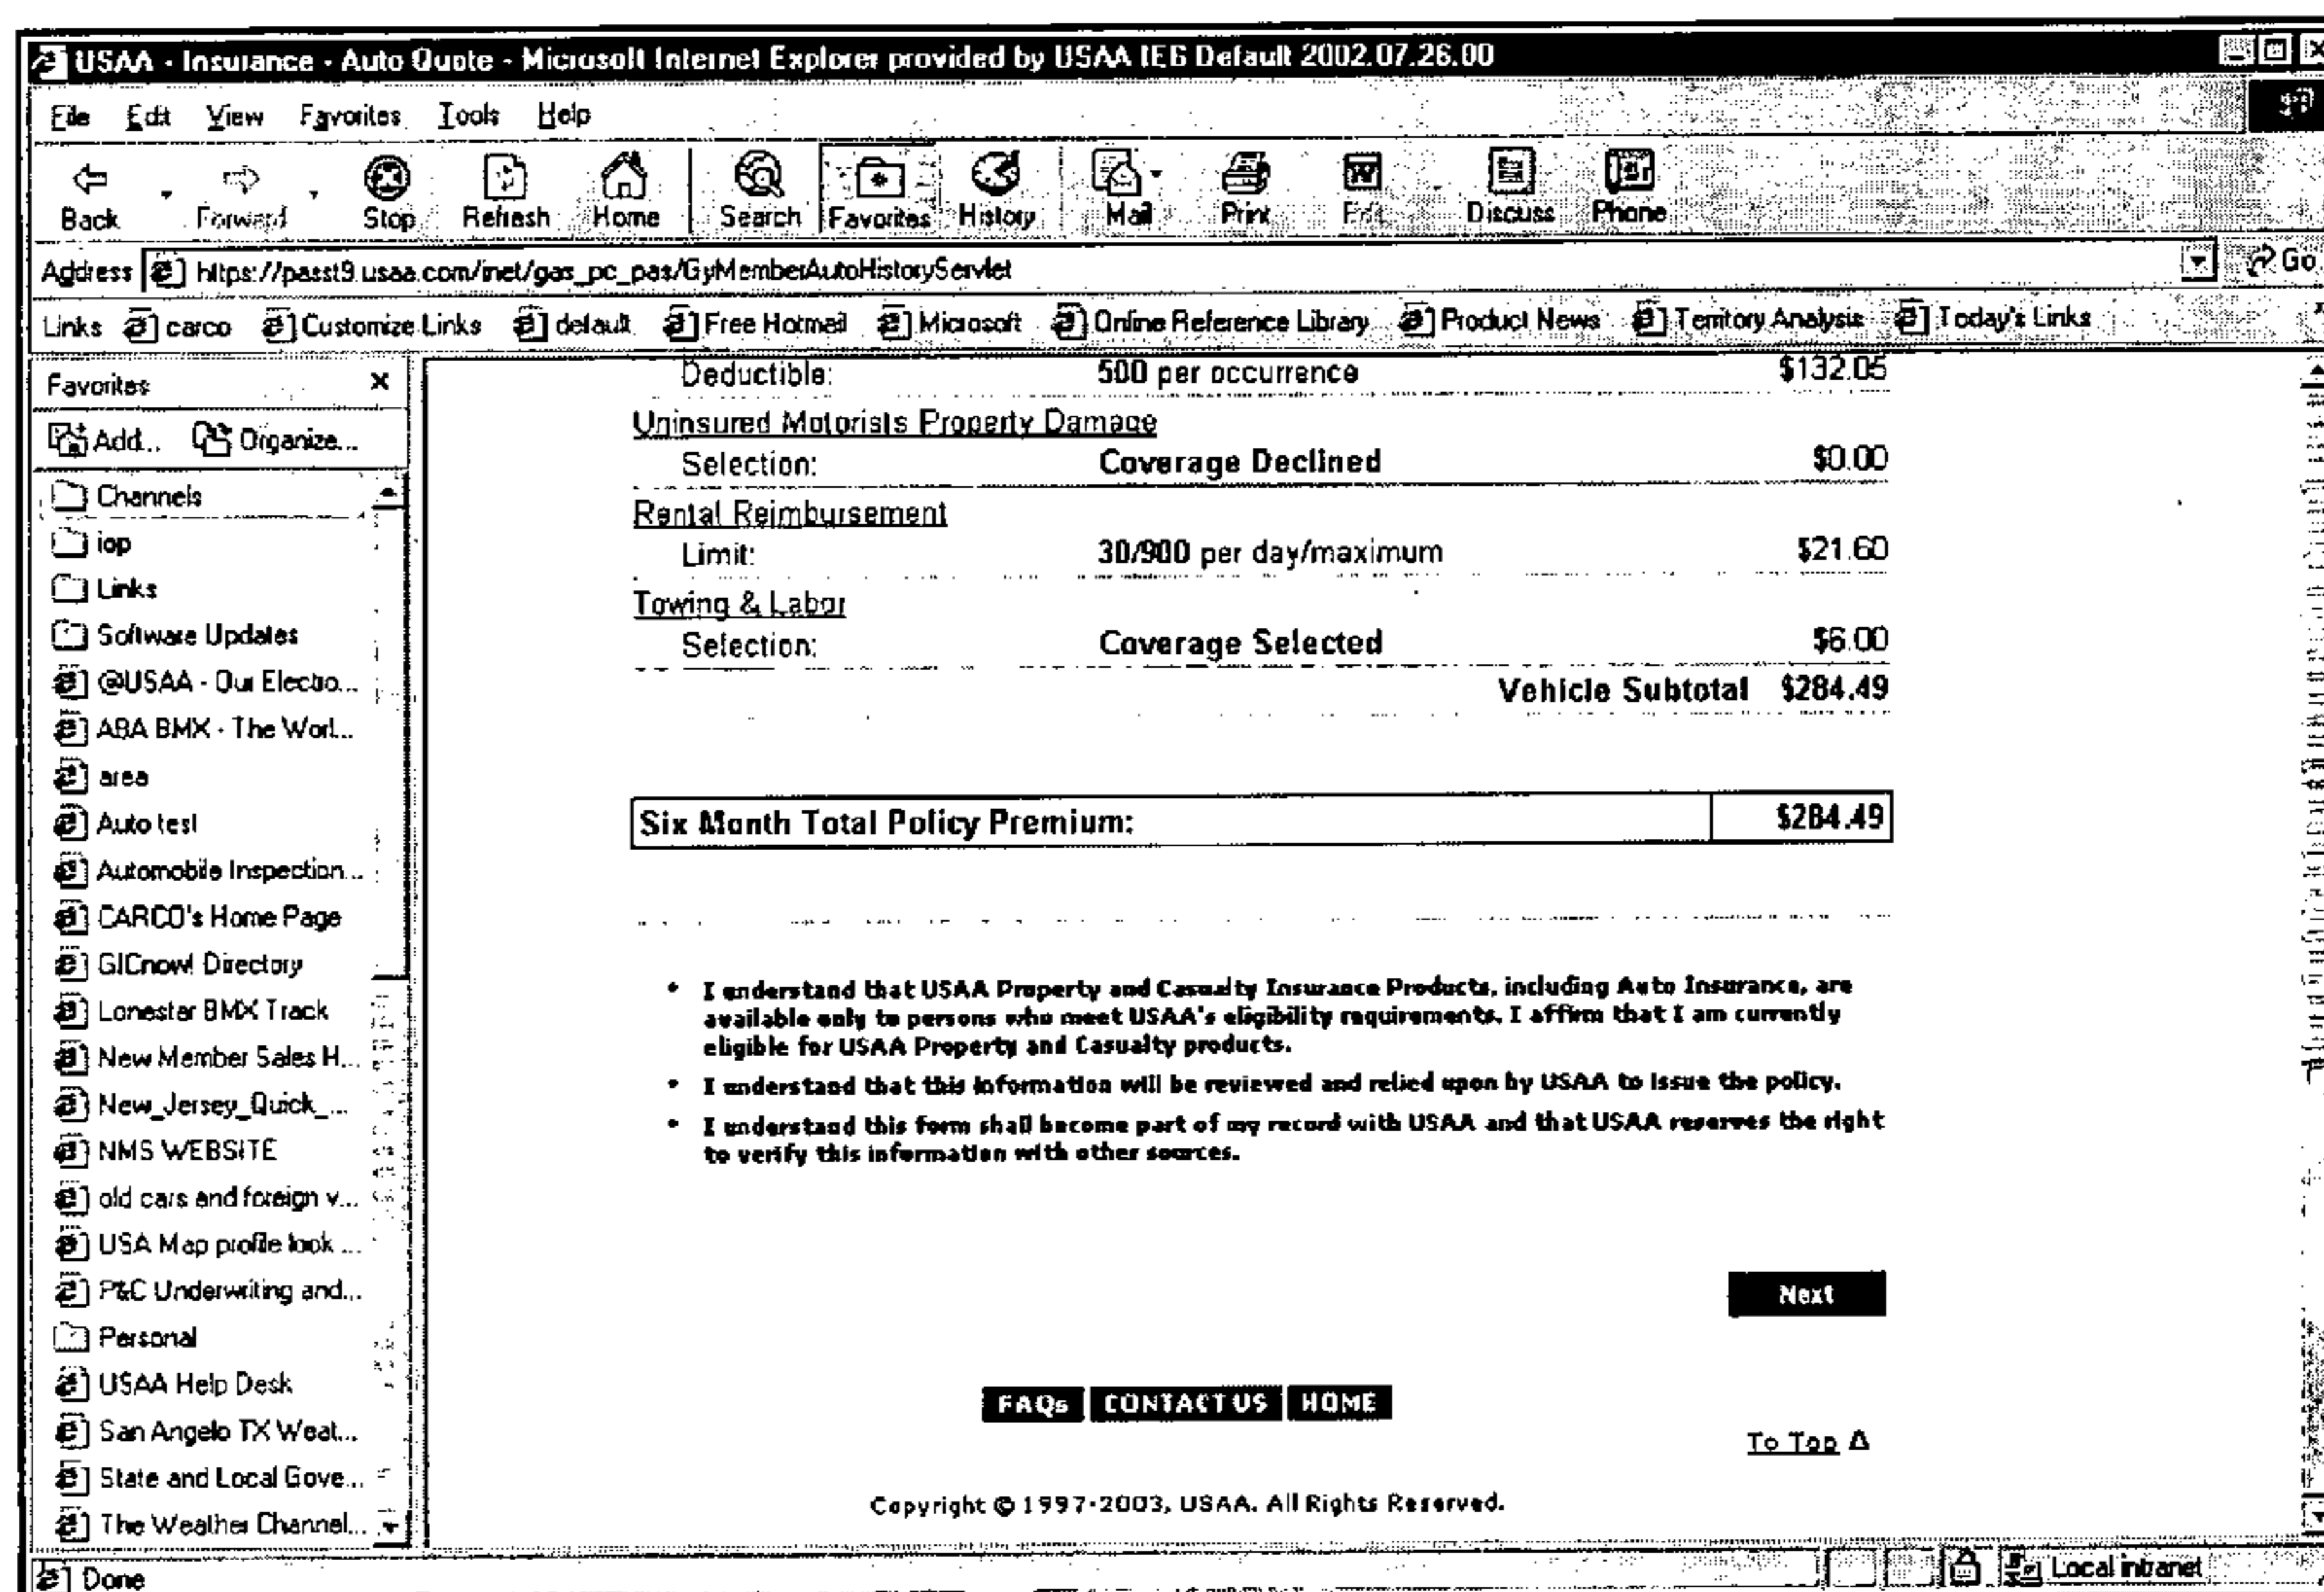 USAA - Insurance - Auto Quote - Microsoft Internet Explorer provided by USAA IE6 Default 2002.07.26.00
File Edit View Favorites Tools Help
Back Forward Stop Refresh Home Search Favorites History Mail Print Edit Discuss Phone
Address https://passt9.usaa.com/inet/gas_pc_pas/GyMemberAutoHistoryServlet Go
Links carco Customize Links default Free Hotmail Microsoft Online Reference Library Product News Territory Analysis Today's Links
Favorites
Add... Organize...
Channels
iop
Links
Software Updates
@USAA - Our Electro...
ABA BMX - The Worl...
area
Auto test
Automobile Inspection...
CARCO's Home Page
GICnow! Directory
Lonestar BMX Track
New Member Sales H...
New_Jersey_Quick_...
NMS WEBSITE
old cars and foreign v...
USA Map profile look ...
P&C Underwriting and...
Personal
USAA Help Desk
San Angelo TX Weat...
State and Local Gove...
The Weather Channel...
Deductible: 500 per occurrence $132.05
Uninsured Motorists Property Damage
Selection: Coverage Declined $0.00
Rental Reimbursement
Limit: 30/900 per day/maximum $21.60
Towing & Labor
Selection: Coverage Selected $6.00
Vehicle Subtotal $284.49
Six Month Total Policy Premium: $284.49
• I understand that USAA Property and Casualty Insurance Products, including Auto Insurance, are
available only to persons who meet USAA's eligibility requirements. I affirm that I am currently
eligible for USAA Property and Casualty products.
• I understand that this information will be reviewed and relied upon by USAA to issue the policy.
• I understand this form shall become part of my record with USAA and that USAA reserves the right
to verify this information with other sources.
Next
FAQs CONTACT US HOME
To Top
Copyright © 1997-2003, USAA. All Rights Reserved.
Done Local intranet